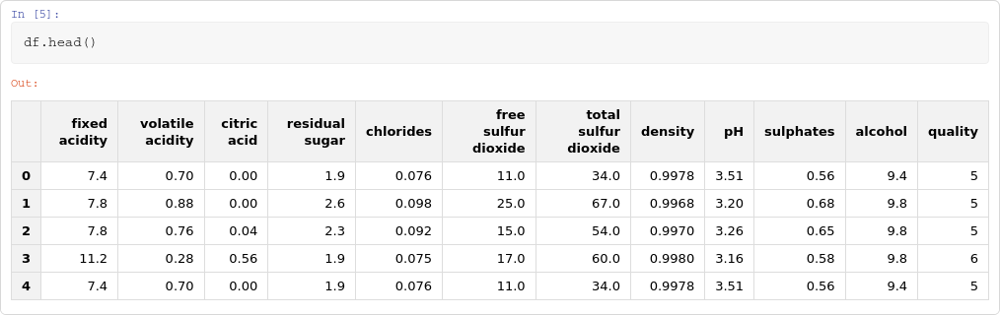 In [5]:
df.head()
Out:
fixed acidity volatile acidity citric acid residual sugar chlorides free sulfur dioxide total sulfur dioxide density pH sulphates alcohol quality
0 7.4 0.70 0.00 1.9 0.076 11.0 34.0 0.9978 3.51 0.56 9.4 5
1 7.8 0.88 0.00 2.6 0.098 25.0 67.0 0.9968 3.20 0.68 9.8 5
2 7.8 0.76 0.04 2.3 0.092 15.0 54.0 0.9970 3.26 0.65 9.8 5
3 11.2 0.28 0.56 1.9 0.075 17.0 60.0 0.9980 3.16 0.58 9.8 6
4 7.4 0.70 0.00 1.9 0.076 11.0 34.0 0.9978 3.51 0.56 9.4 5